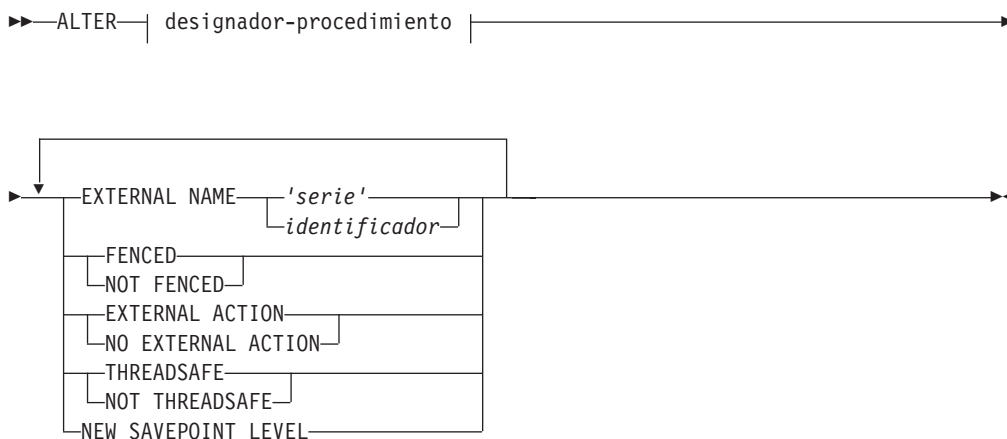 ALTER designador-procedimiento
EXTERNAL NAME 'serie'
identificador
FENCED
NOT FENCED
EXTERNAL ACTION
NO EXTERNAL ACTION
THREADSAFE
NOT THREADSAFE
NEW SAVEPOINT LEVEL